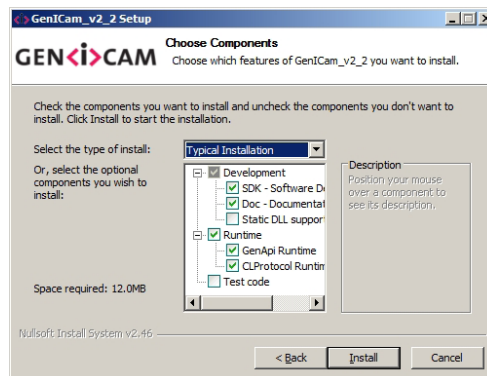 GenICam_v2_2 Setup
GEN<i>CAM
Choose Components
Choose which features of GenICam_v2_2 you want to install.
Check the components you want to install and uncheck the components you don't want to
install. Click Install to start the installation.
Select the type of install:
Typical Installation
Or, select the optional
components you wish to
install:
Development
SDK - Software D
Doc - Documentat
Static DLL suppor
Runtime
GenApi Runtime
CLProtocol Runtim
Test code
Description
Position your mouse
over a component to
see its description.
Space required: 12.0MB
Nullsoft Install System v2.46
< Back
Install
Cancel